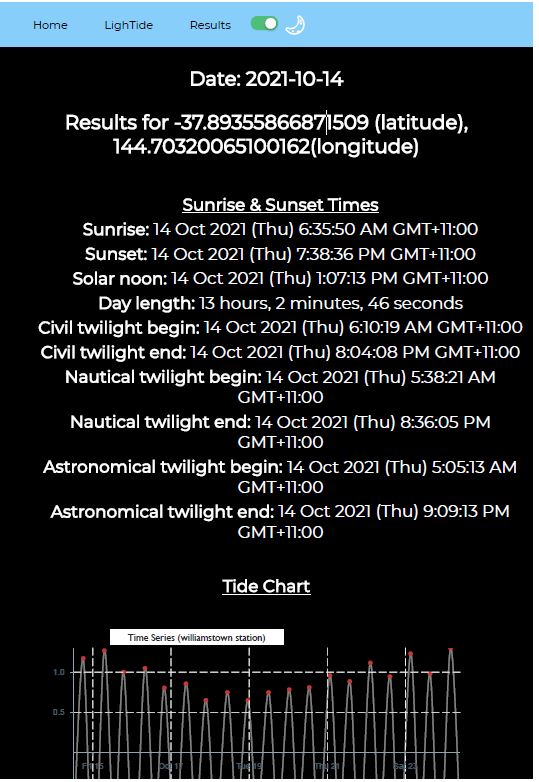 Home LighTide Results
Date: 2021-10-14
Results for -37.89355866871509 (latitude),
144.70320065100162(longitude)
Sunrise & Sunset Times
Sunrise: 14 Oct 2021 (Thu) 6:35:50 AM GMT+11:00
Sunset: 14 Oct 2021 (Thu) 7:38:36 PM GMT+11:00
Solar noon: 14 Oct 2021 (Thu) 1:07:13 PM GMT+11:00
Day length: 13 hours, 2 minutes, 46 seconds
Civil twilight begin: 14 Oct 2021 (Thu) 6:10:19 AM GMT+11:00
Civil twilight end: 14 Oct 2021 (Thu) 8:04:08 PM GMT+11:00
Nautical twilight begin: 14 Oct 2021 (Thu) 5:38:21 AM
GMT+11:00
Nautical twilight end: 14 Oct 2021 (Thu) 8:36:05 PM
GMT+11:00
Astronomical twilight begin: 14 Oct 2021 (Thu) 5:05:13 AM
GMT+11:00
Astronomical twilight end: 14 Oct 2021 (Thu) 9:09:13 PM
GMT+11:00
Tide Chart
Time Series (williamstown station)
1.0
0.5
Fri 15 Oct 17 Tue 19 Thu 21 Sat 23